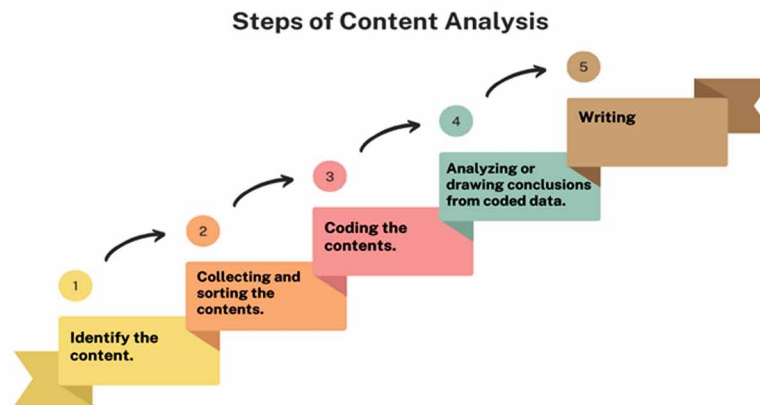 Steps of Content Analysis
1
Identify the
content.
2
Collecting and
sorting the
contents.
3
Coding the
contents.
4
Analyzing or
drawing conclusions
from coded data.
5
Writing